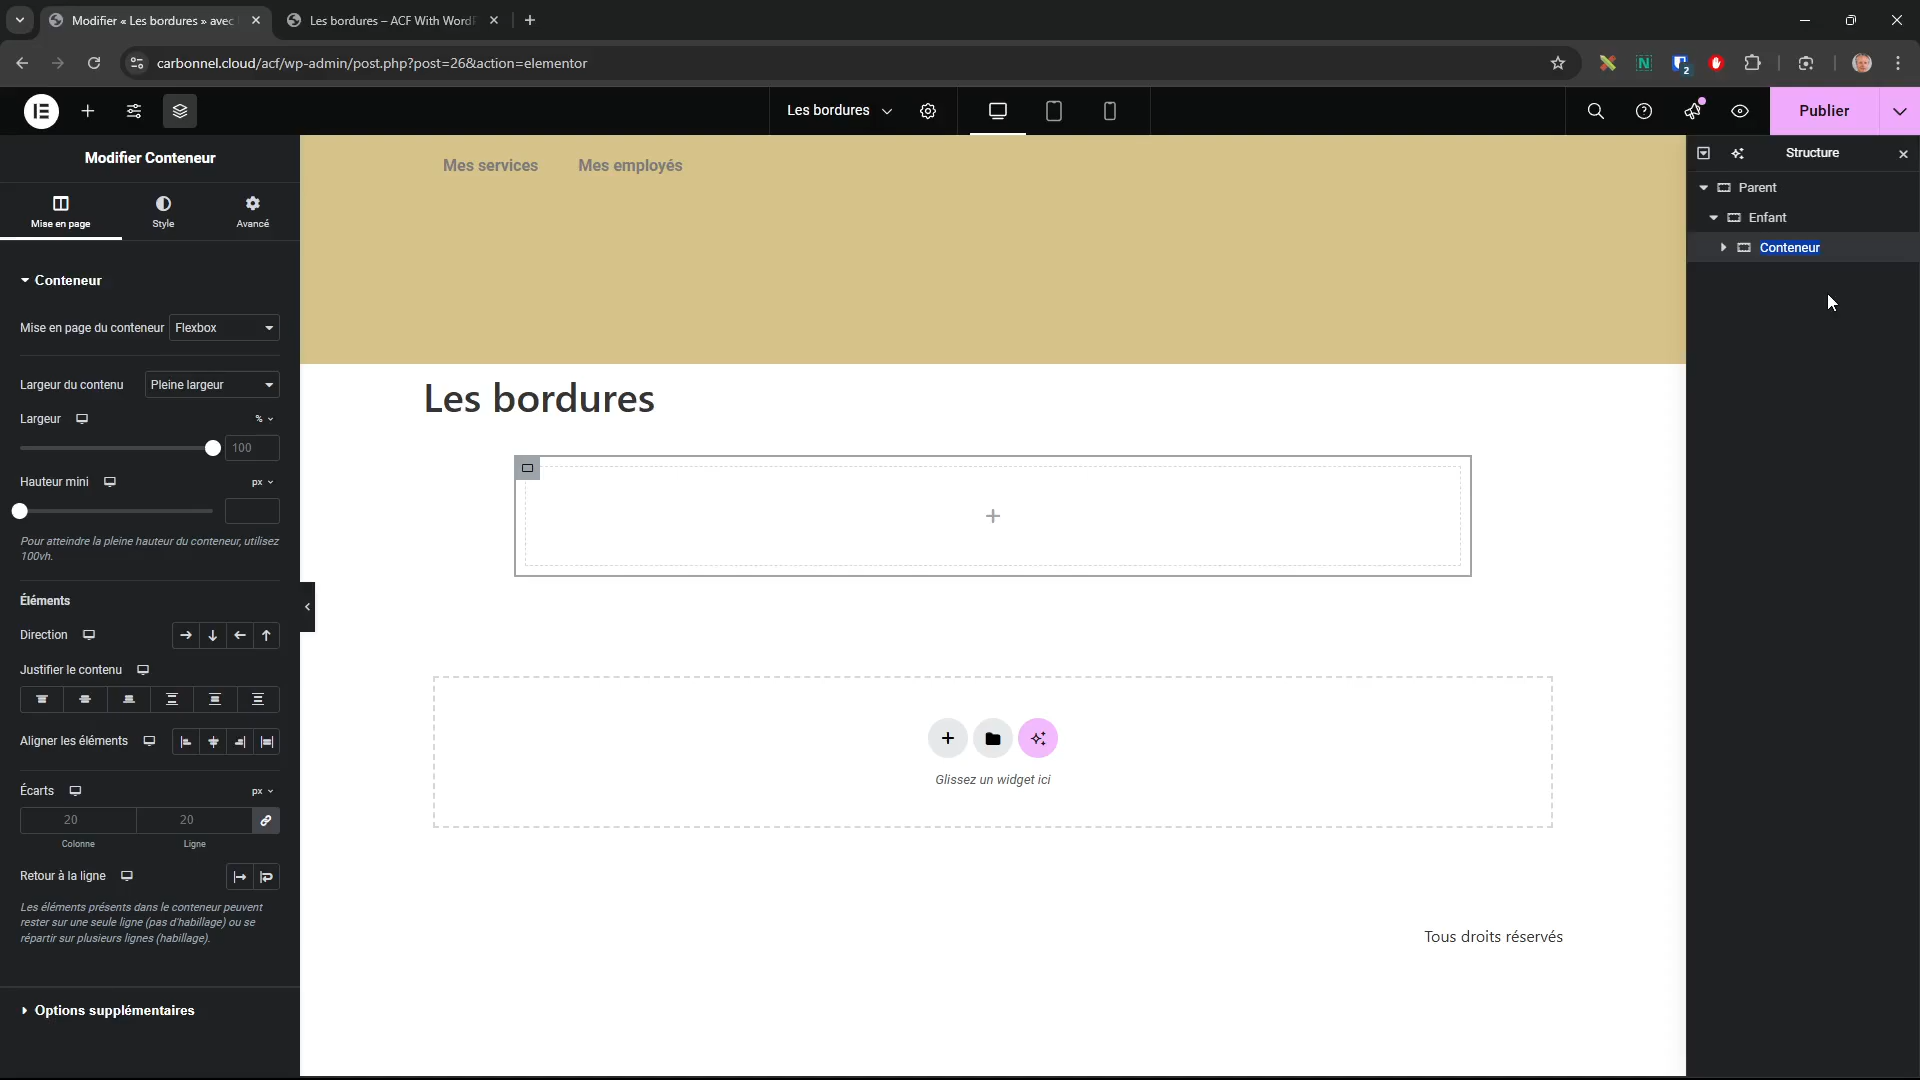 Modifier « Les bordures » avec
Les bordures – ACF With WordP
carbonnel.cloud/acf/wp-admin/post.php?post=26&action=elementor
2
Les bordures
Publier
Modifier Conteneur
Mise en page
Style
Avancé
Conteneur
Mise en page du conteneur
Flexbox
Largeur du contenu
Pleine largeur
Largeur
%
100
Hauteur mini
px
Pour atteindre la pleine hauteur du conteneur, utilisez
100vh.
Éléments
Direction
Justifier le contenu
Aligner les éléments
Écarts
px
20
20
Colonne
Ligne
Retour à la ligne
Les éléments présents dans le conteneur peuvent
rester sur une seule ligne (pas d'habillage) ou se
répartir sur plusieurs lignes (habillage).
Options supplémentaires
Mes services
Mes employés
Les bordures
Glissez un widget ici
Tous droits réservés
Structure
Parent
Enfant
Conteneur